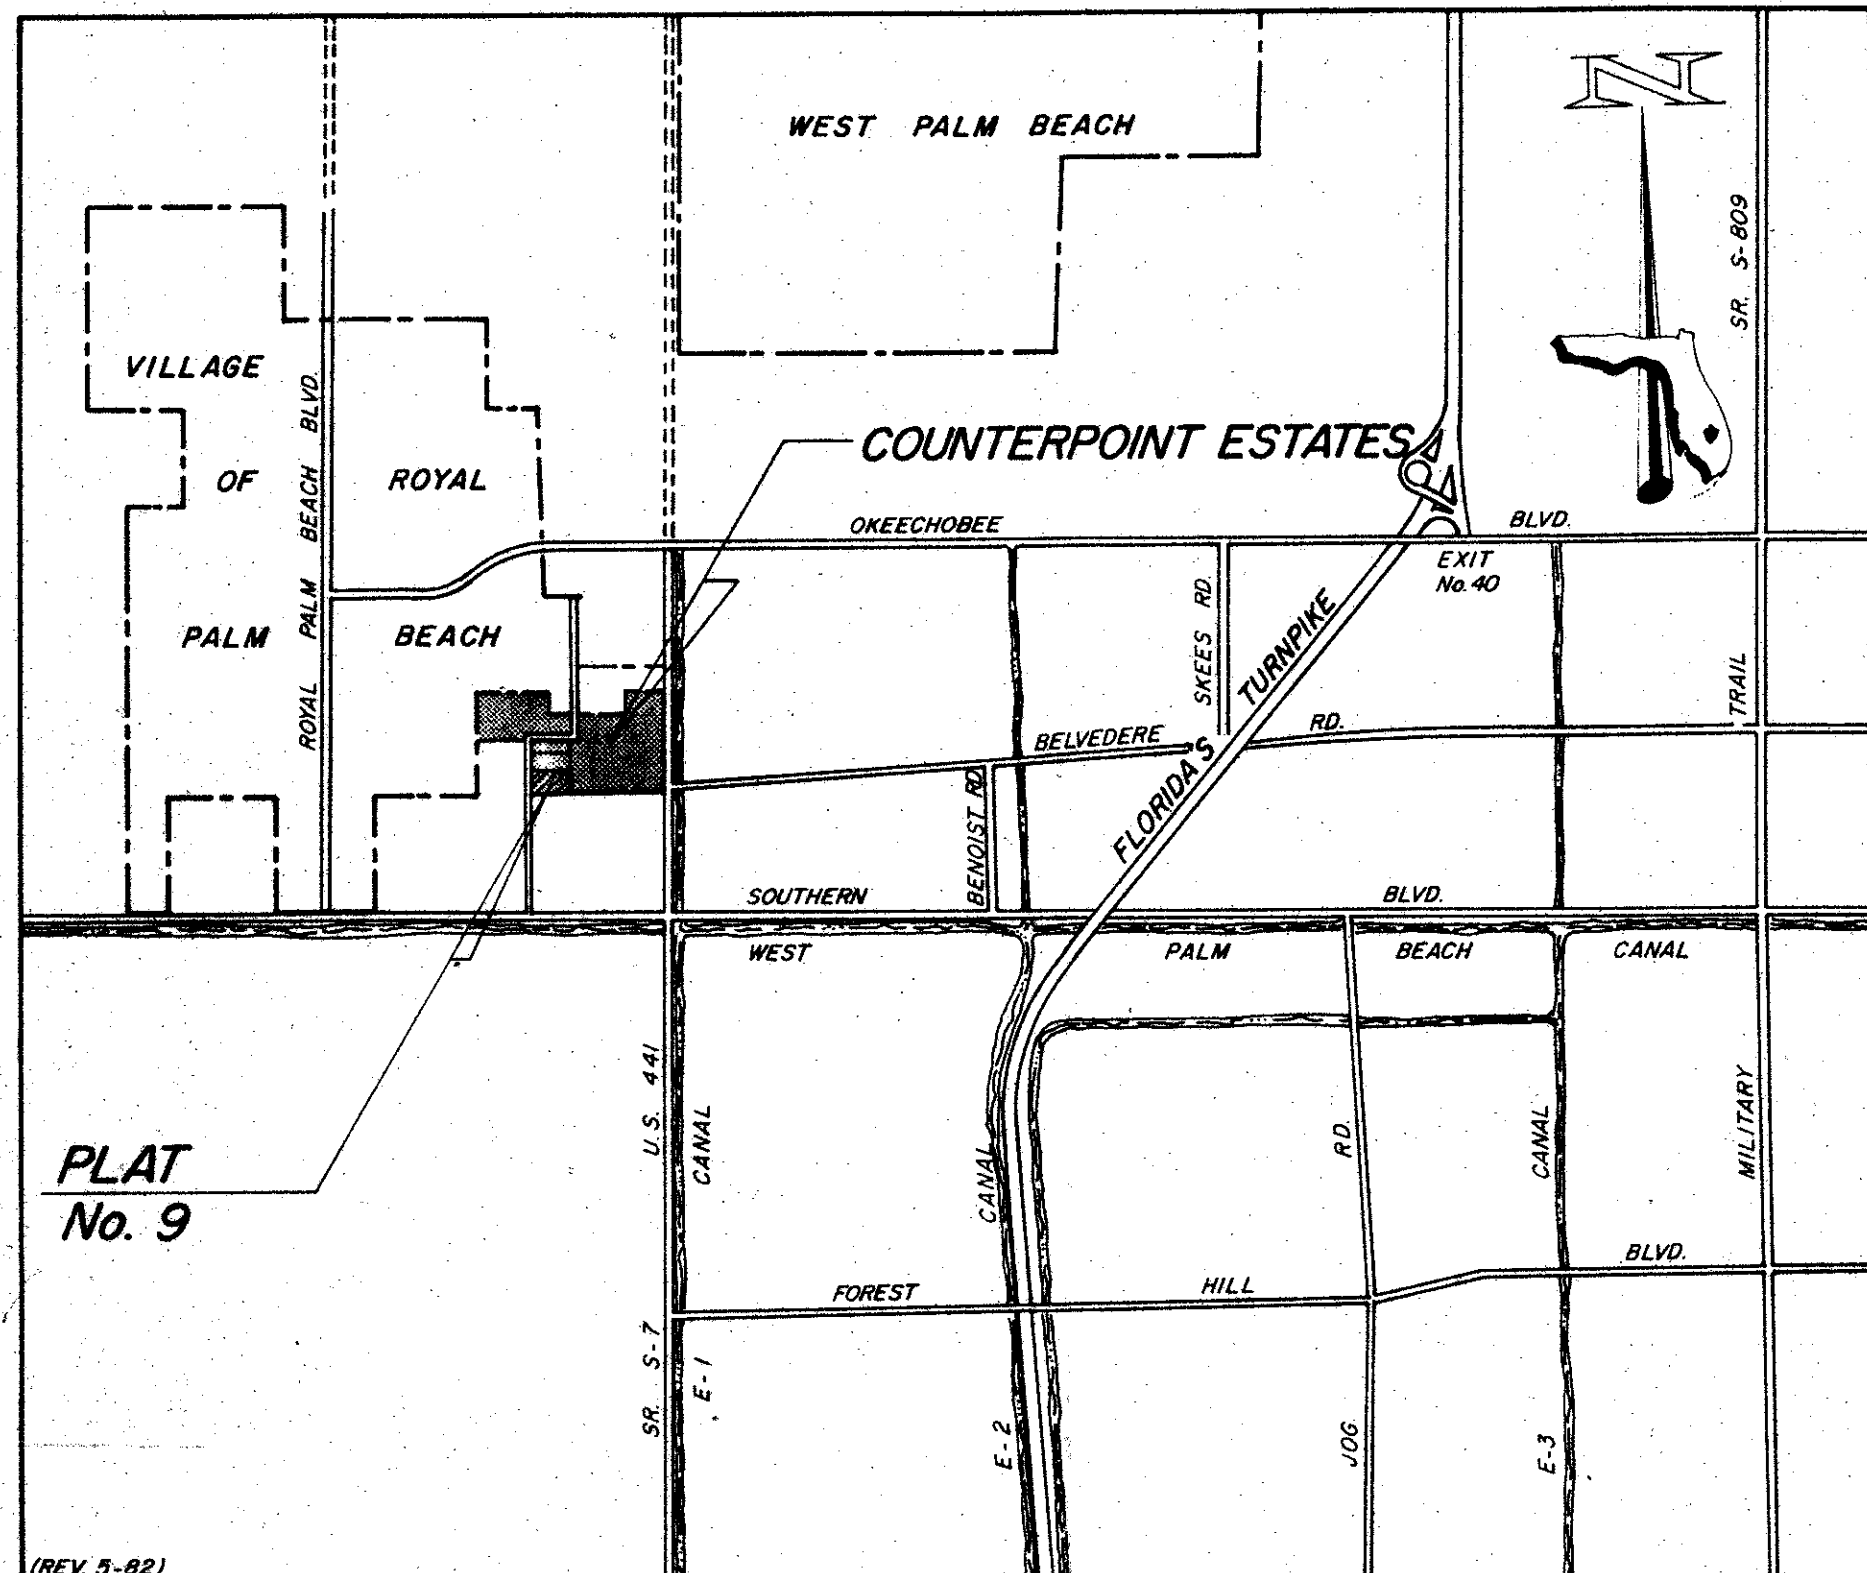 N
WEST PALM BEACH
SR. S-809
VILLAGE
OF
ROYAL
PALM
BEACH
ROYAL PALM BEACH BLVD.
COUNTERPOINT ESTATES
OKEECHOBEE
BLVD.
EXIT
No. 40
SKEES RD.
FLORIDA'S TURNPIKE
BELVEDERE
RD.
BENOIST RD.
SOUTHERN
BLVD.
WEST
PALM
BEACH
CANAL
MILITARY TRAIL
PLAT
No. 9
SR. S-7 U.S. 441
E-1 CANAL
E-2 CANAL
JOG RD.
E-3 CANAL
FOREST
HILL
BLVD.
(REV. 5-82)